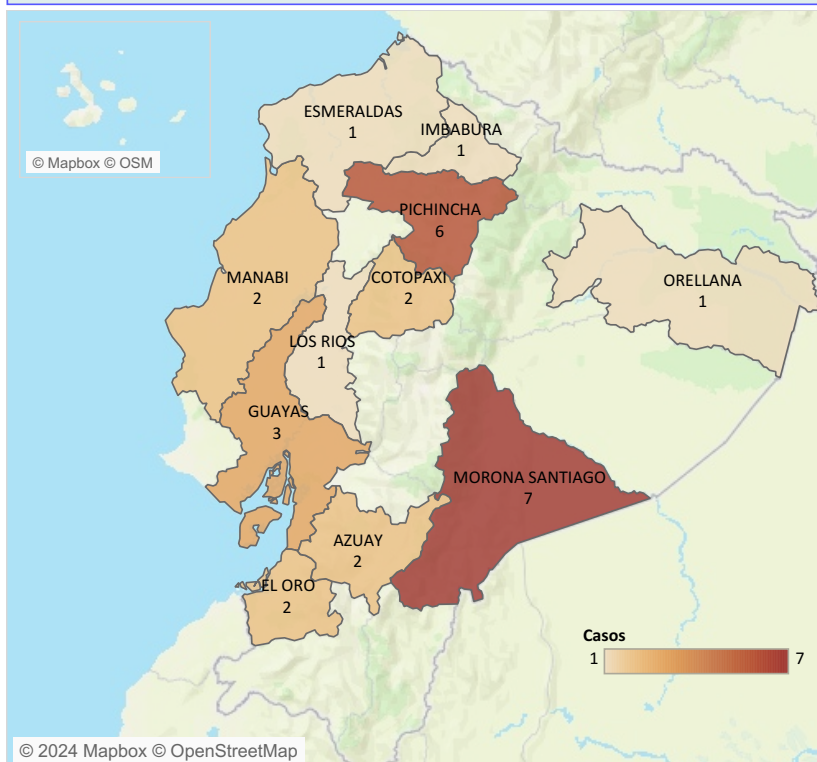 © Mapbox © OSM
ESMERALDAS
1
IMBABURA
1
PICHINCHA
6
MANABI
2
COTOPAXI
2
ORELLANA
1
LOS RIOS
1
GUAYAS
3
MORONA SANTIAGO
7
AZUAY
2
EL ORO
2
Casos
1 7
© 2024 Mapbox © OpenStreetMap